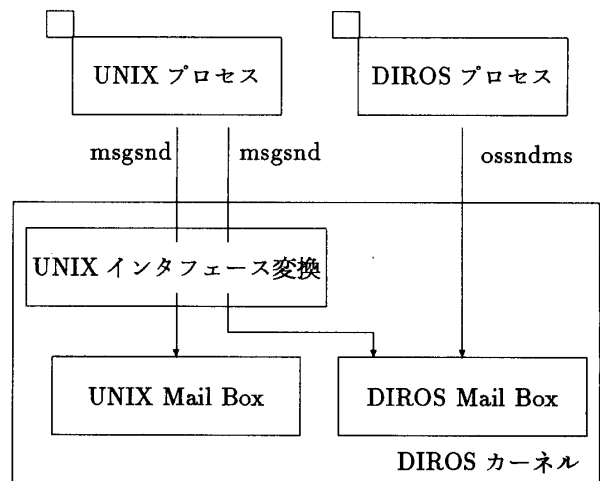 UNIX プロセス
DIROS プロセス
msgsnd
msgsnd
ossndms
UNIX インタフェース変換
UNIX Mail Box
DIROS Mail Box
DIROS カーネル